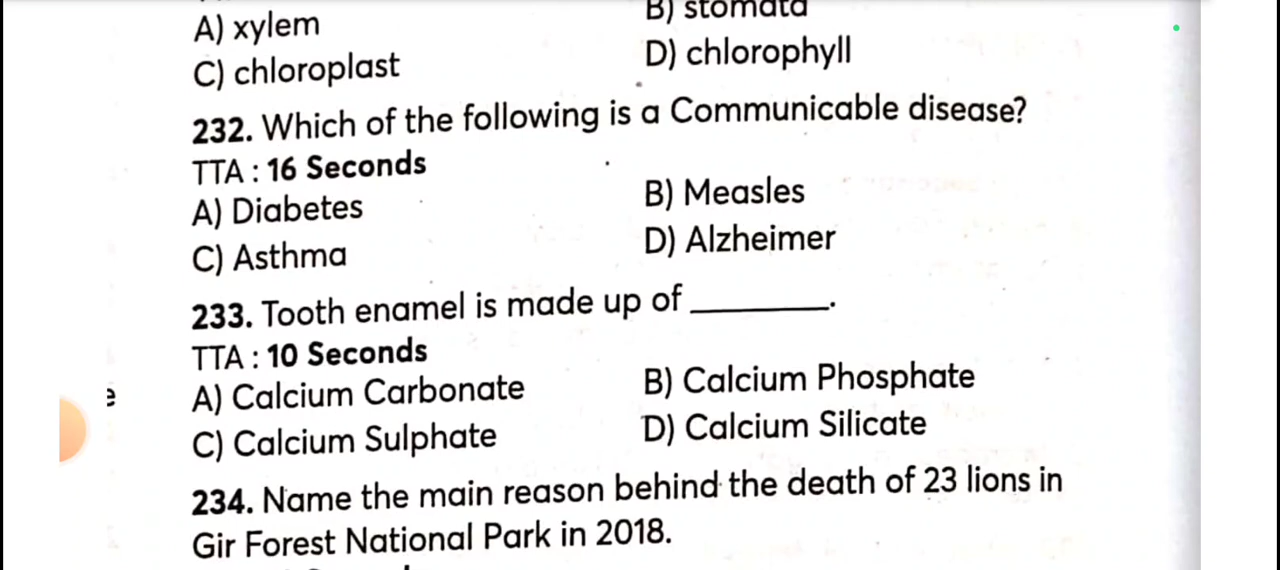 A) xylem
B) stomata
C) chloroplast
D) chlorophyll
232. Which of the following is a Communicable disease?
TTA : 16 Seconds
A) Diabetes
B) Measles
C) Asthma
D) Alzheimer
233. Tooth enamel is made up of ________.
TTA : 10 Seconds
A) Calcium Carbonate
B) Calcium Phosphate
C) Calcium Sulphate
D) Calcium Silicate
234. Name the main reason behind the death of 23 lions in
Gir Forest National Park in 2018.